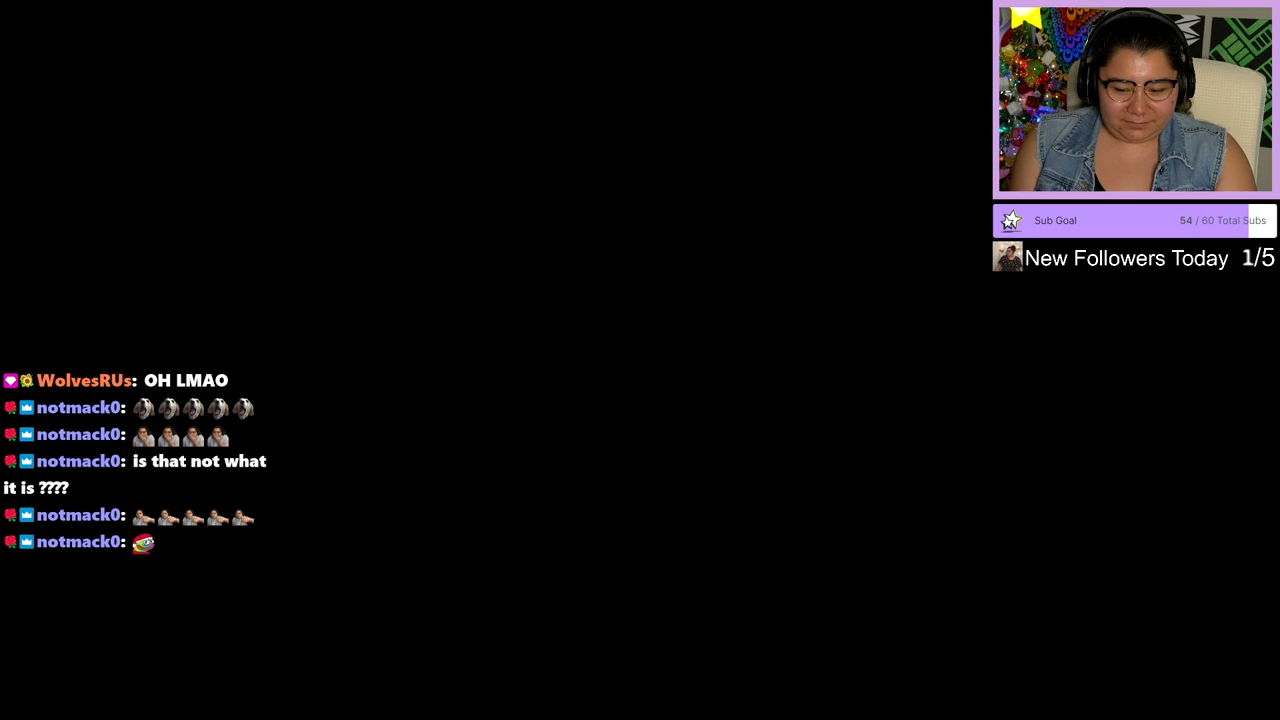 Sub Goal 54 / 60 Total Subs
New Followers Today 1/5
WolvesRUs: OH LMAO
notmack0:
notmack0:
notmack0: is that not what
it is ????
notmack0:
notmack0: